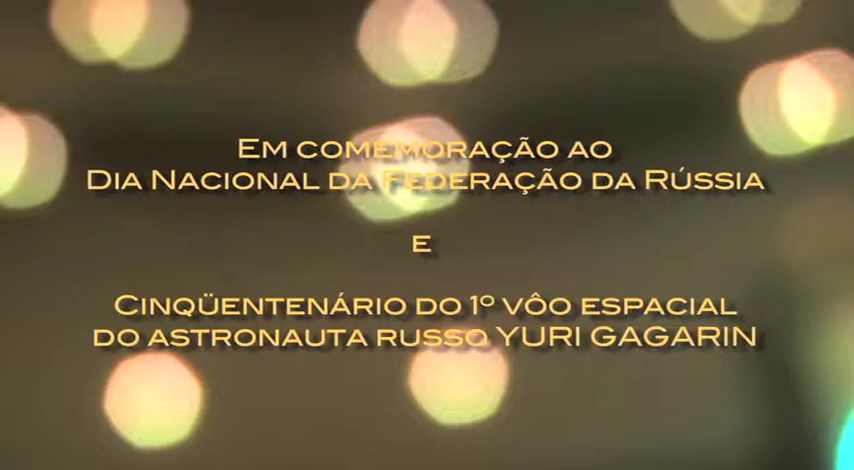 Em comemoração ao
Dia Nacional da Federação da Rússia
e
Cinqüentenário do 1º vôo espacial
do astronauta russo YURI GAGARIN